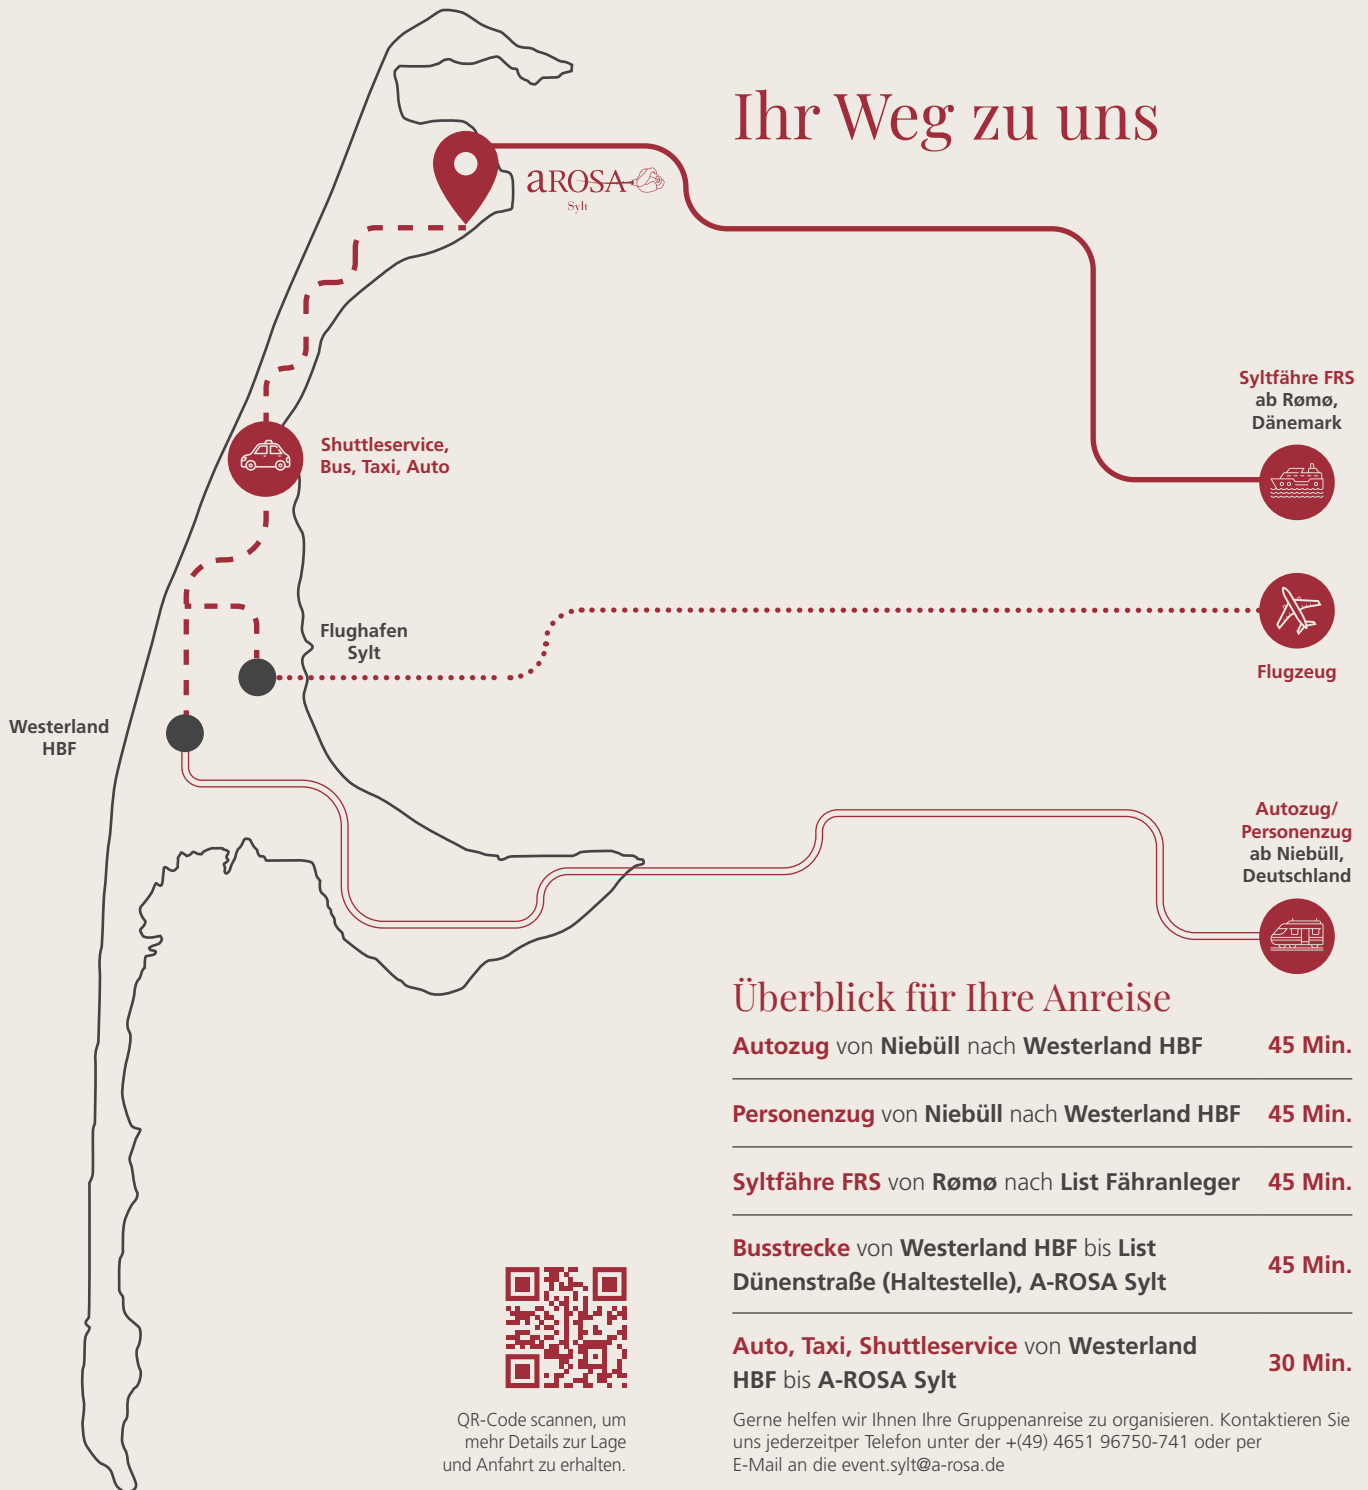 Ihr Weg zu uns
aROSA
Sylt
Syltfähre FRS
ab Rømø,
Dänemark
Shuttleservice,
Bus, Taxi, Auto
Flughafen
Sylt
Flugzeug
Westerland
HBF
Autozug/
Personenzug
ab Niebüll,
Deutschland
Überblick für Ihre Anreise
Autozug von Niebüll nach Westerland HBF 45 Min.
Personenzug von Niebüll nach Westerland HBF 45 Min.
Syltfähre FRS von Rømø nach List Fähranleger 45 Min.
Busstrecke von Westerland HBF bis List
Dünenstraße (Haltestelle), A-ROSA Sylt
45 Min.
Auto, Taxi, Shuttleservice von Westerland
HBF bis A-ROSA Sylt
30 Min.
QR-Code scannen, um
mehr Details zur Lage
und Anfahrt zu erhalten.
Gerne helfen wir Ihnen Ihre Gruppenanreise zu organisieren. Kontaktieren Sie
uns jederzeitper Telefon unter der +(49) 4651 96750-741 oder per
E-Mail an die event.sylt@a-rosa.de